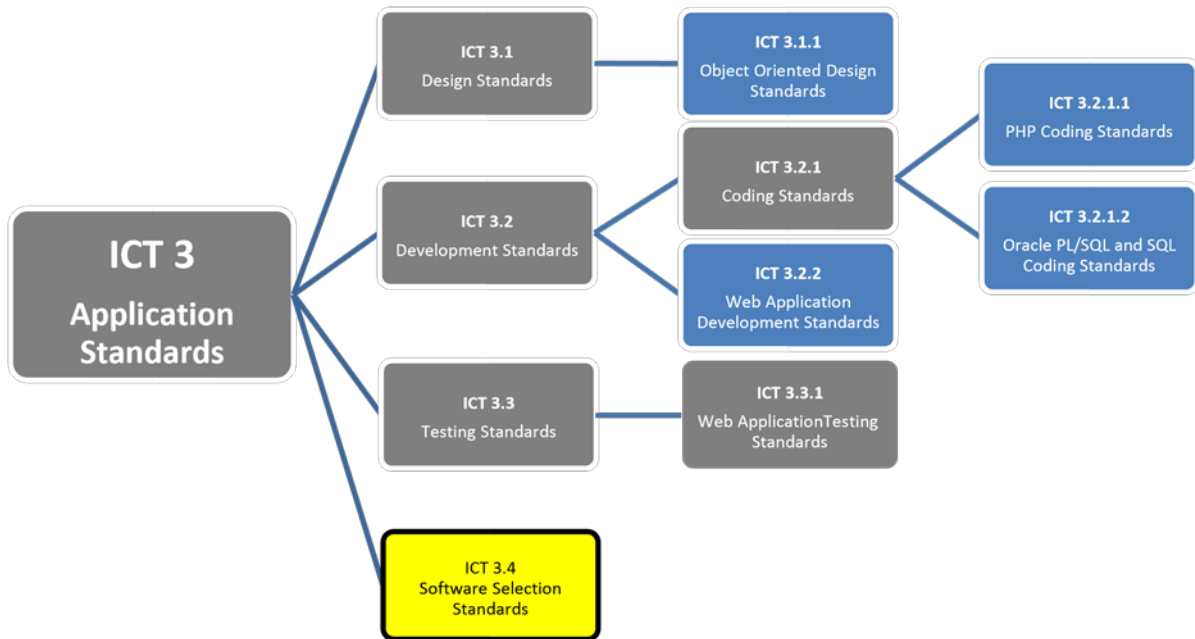 ICT 3
Application
Standards
ICT 3.1
Design Standards
ICT 3.1.1
Object Oriented Design
Standards
ICT 3.2
Development Standards
ICT 3.2.1
Coding Standards
ICT 3.2.1.1
PHP Coding Standards
ICT 3.2.1.2
Oracle PL/SQL and SQL
Coding Standards
ICT 3.2.2
Web Application
Development Standards
ICT 3.3
Testing Standards
ICT 3.3.1
Web ApplicationTesting
Standards
ICT 3.4
Software Selection
Standards